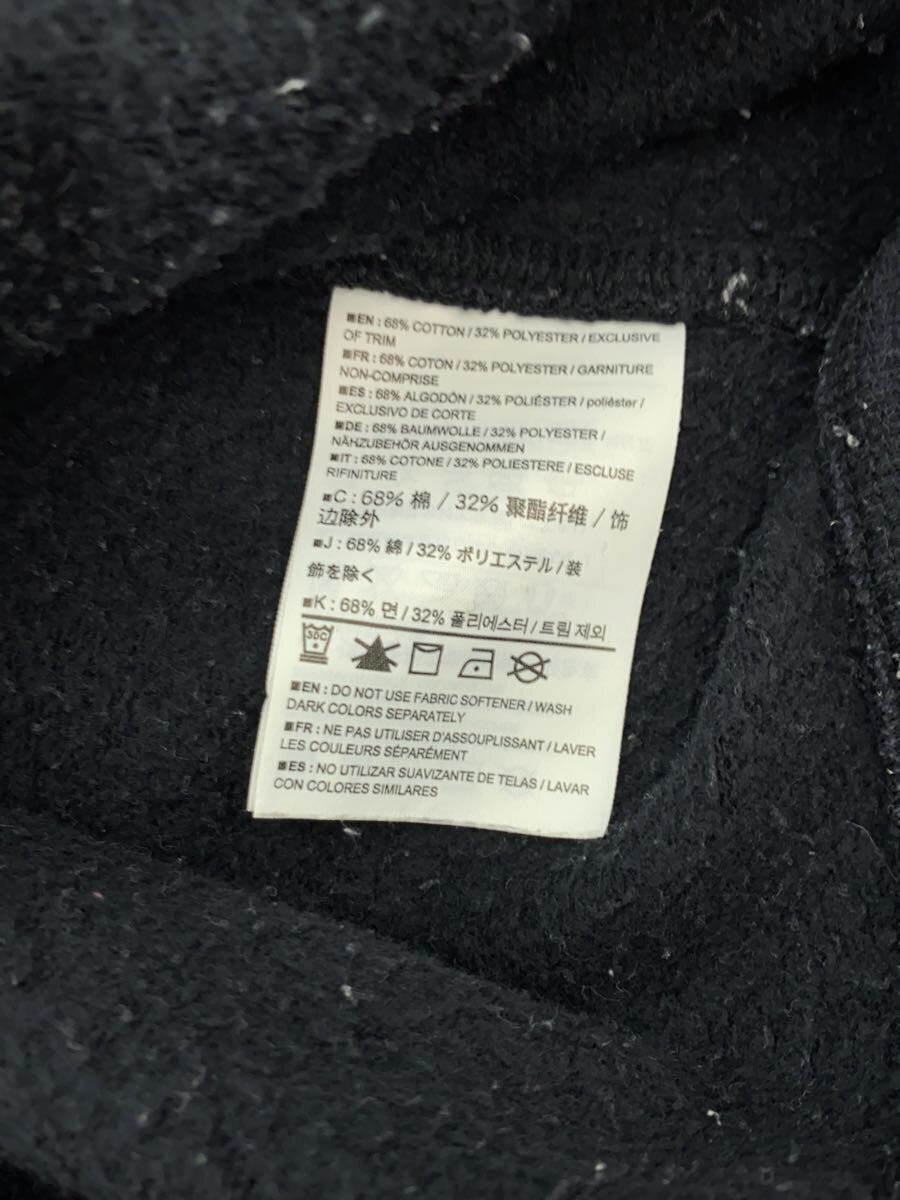 EN : 68% COTTON / 32% POLYESTER / EXCLUSIVE
OF TRIM
FR : 68% COTON / 32% POLYESTER / GARNITURE
NON-COMPRISE
ES : 68% ALGODÓN / 32% POLIÉSTER / poliéster /
EXCLUSIVO DE CORTE
DE : 68% BAUMWOLLE / 32% POLYESTER /
NÄHZUBEHÖR AUSGENOMMEN
IT : 68% COTONE / 32% POLIESTERE / ESCLUSE
RIFINITURE
C : 68% 棉 / 32% 聚酯纤维 / 饰
边除外
J : 68% 綿 / 32% ポリエステル / 装
飾を除く
K : 68% 면 / 32% 폴리에스터 / 트림 제외
30C
EN : DO NOT USE FABRIC SOFTENER / WASH
DARK COLORS SEPARATELY
FR : NE PAS UTILISER D'ASSOUPLISSANT / LAVER
LES COULEURS SÉPARÉMENT
ES : NO UTILIZAR SUAVIZANTE DE TELAS / LAVAR
CON COLORES SIMILARES